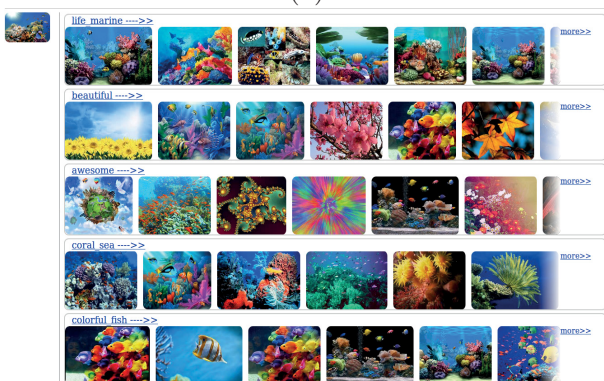 life_marine ---->>
more>>
beautiful ---->>
more>>
awesome ---->>
more>>
coral_sea ---->>
more>>
colorful_fish ---->>
more>>